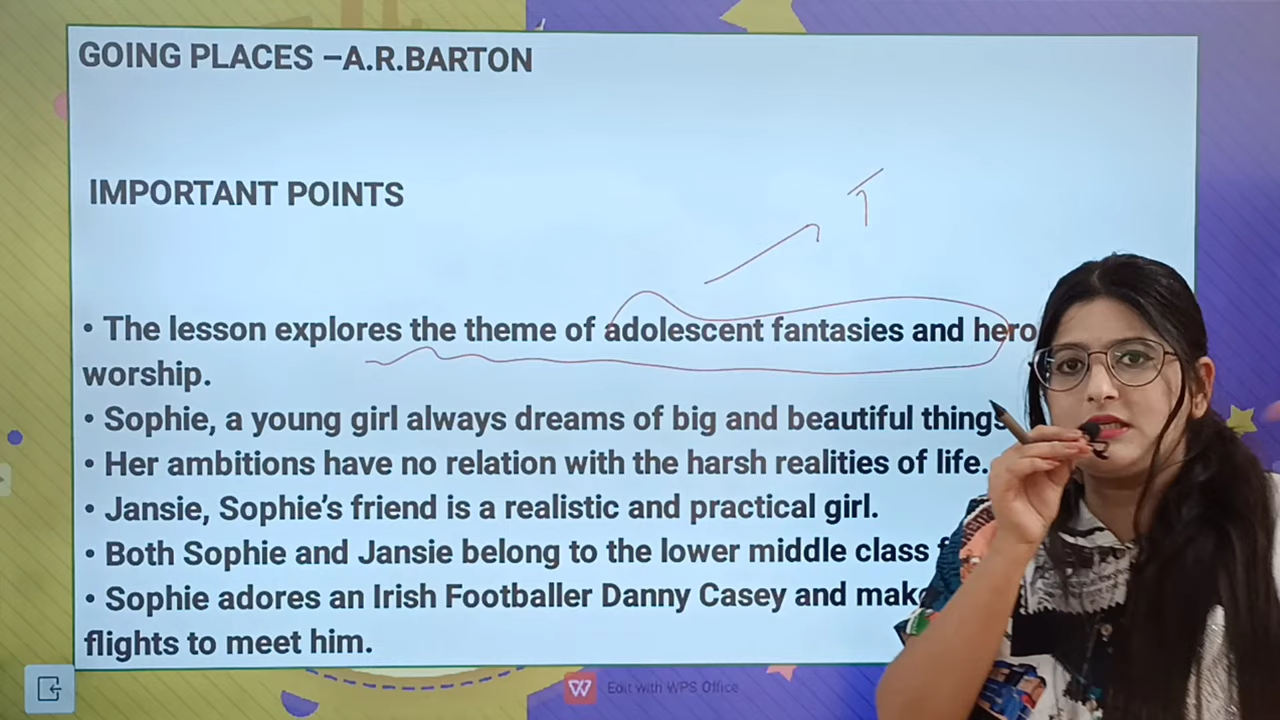 GOING PLACES –A.R.BARTON
IMPORTANT POINTS
• The lesson explores the theme of adolescent fantasies and hero
worship.
• Sophie, a young girl always dreams of big and beautiful things
• Her ambitions have no relation with the harsh realities of life.
• Jansie, Sophie's friend is a realistic and practical girl.
• Both Sophie and Jansie belong to the lower middle class
• Sophie adores an Irish Footballer Danny Casey and
flights to meet him.
Edit with WPS Office